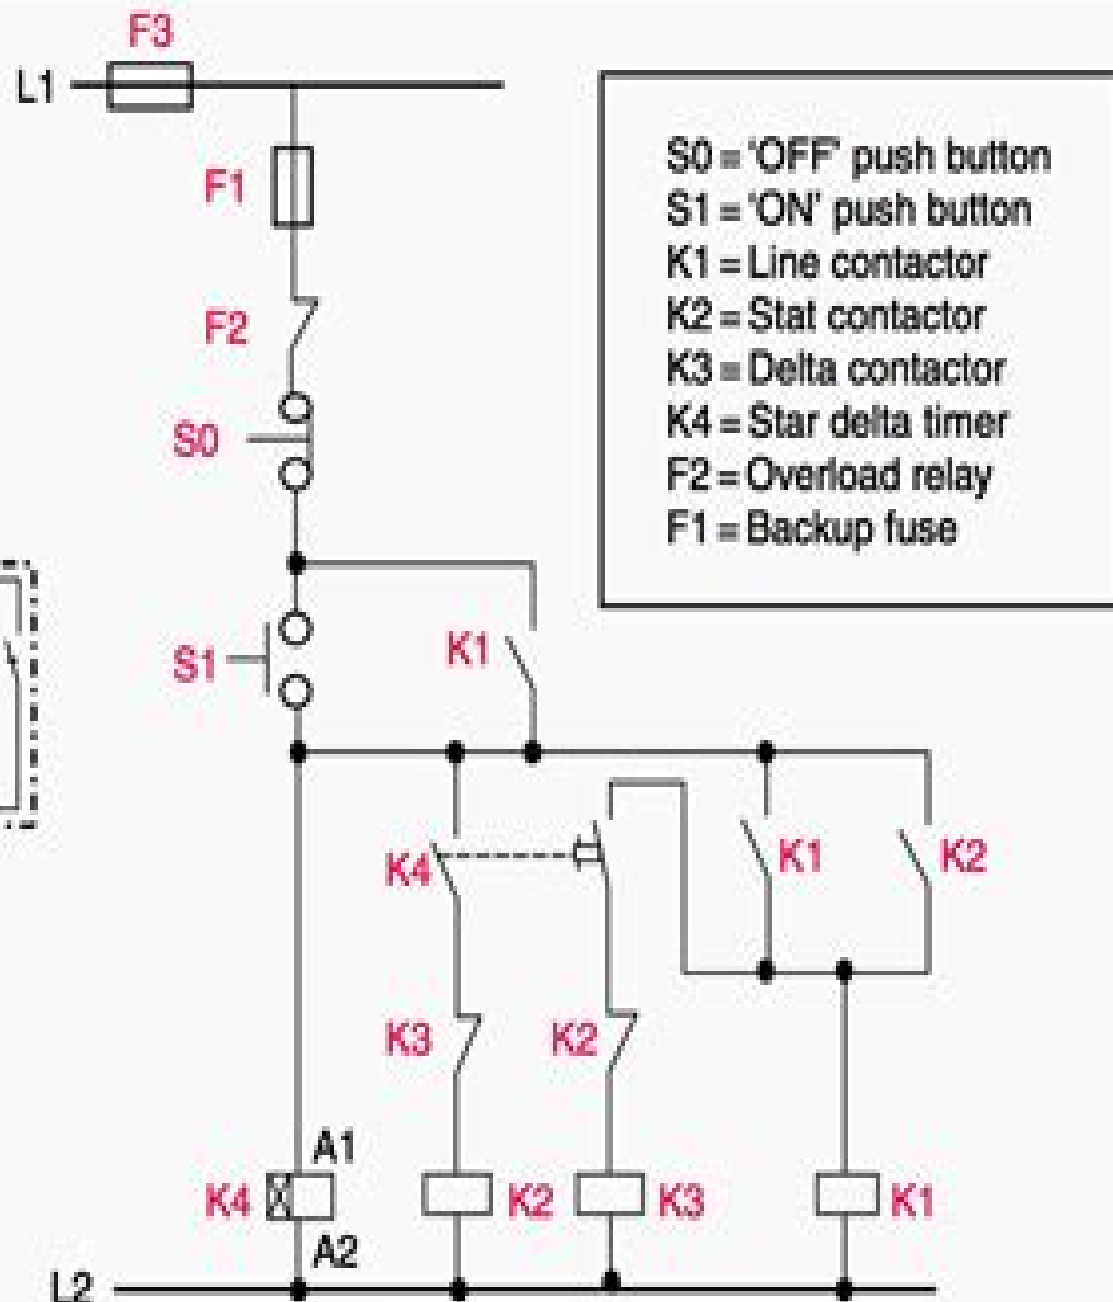 F3
L1
F1
F2
S0
S1
K1
K4
K1
K2
K3
K2
A1
K4
K2
K3
K1
A2
L2
S0 = 'OFF' push button
S1 = 'ON' push button
K1 = Line contactor
K2 = Stat contactor
K3 = Delta contactor
K4 = Star delta timer
F2 = Overload relay
F1 = Backup fuse